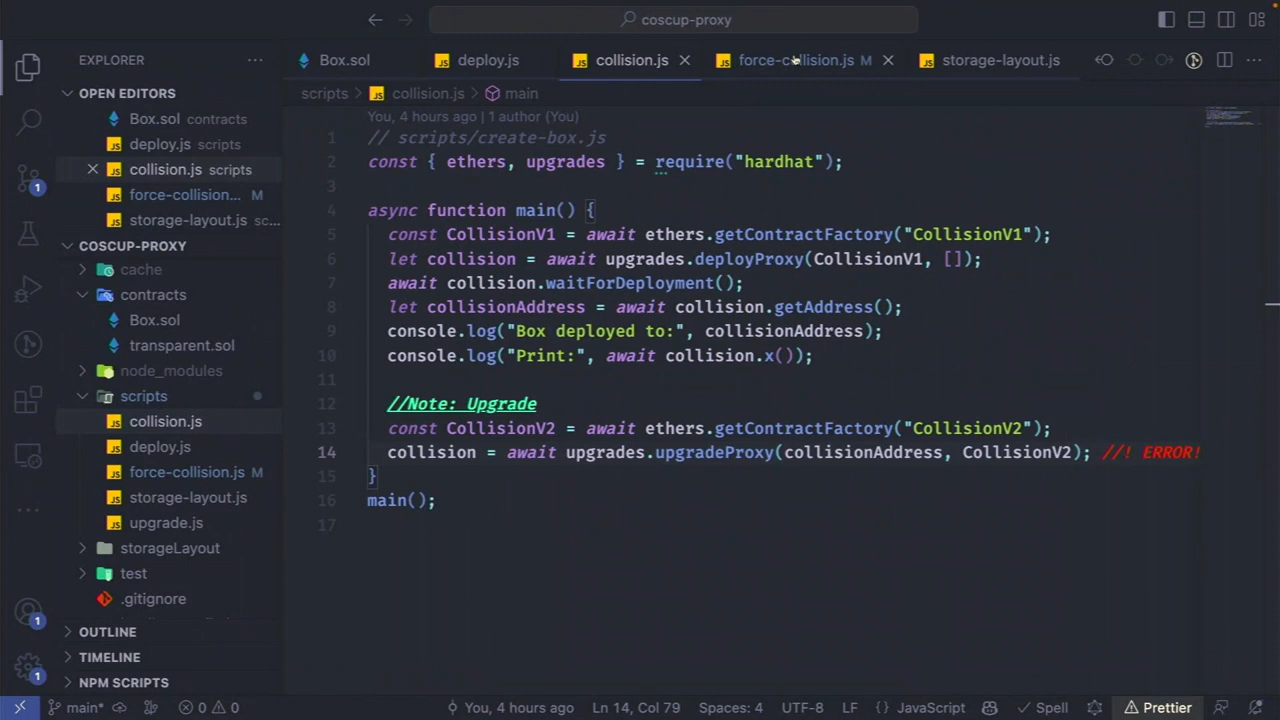 coscup-proxy
EXPLORER
Box.sol
deploy.js
collision.js
force-collision.js M
storage-layout.js
OPEN EDITORS
Box.sol contracts
deploy.js scripts
collision.js scripts
force-collision... M
storage-layout.js sc...
COSCUP-PROXY
cache
contracts
Box.sol
transparent.sol
node_modules
scripts
collision.js
deploy.js
force-collision.js M
storage-layout.js
upgrade.js
storageLayout
test
.gitignore
OUTLINE
TIMELINE
NPM SCRIPTS
1
1
1
scripts > collision.js > main
You, 4 hours ago | 1 author (You)
1 // scripts/create-box.js
2 const { ethers, upgrades } = require("hardhat");
3
4 async function main() {
5 const CollisionV1 = await ethers.getContractFactory("CollisionV1");
6 let collision = await upgrades.deployProxy(CollisionV1, []);
7 await collision.waitForDeployment();
8 let collisionAddress = await collision.getAddress();
9 console.log("Box deployed to:", collisionAddress);
10 console.log("Print:", await collision.x());
11
12 //Note: Upgrade
13 const CollisionV2 = await ethers.getContractFactory("CollisionV2");
14 collision = await upgrades.upgradeProxy(collisionAddress, CollisionV2); //! ERROR!
15 }
16 main();
17
main* 0 0 You, 4 hours ago Ln 14, Col 79 Spaces: 4 UTF-8 LF JavaScript Prettier Spell